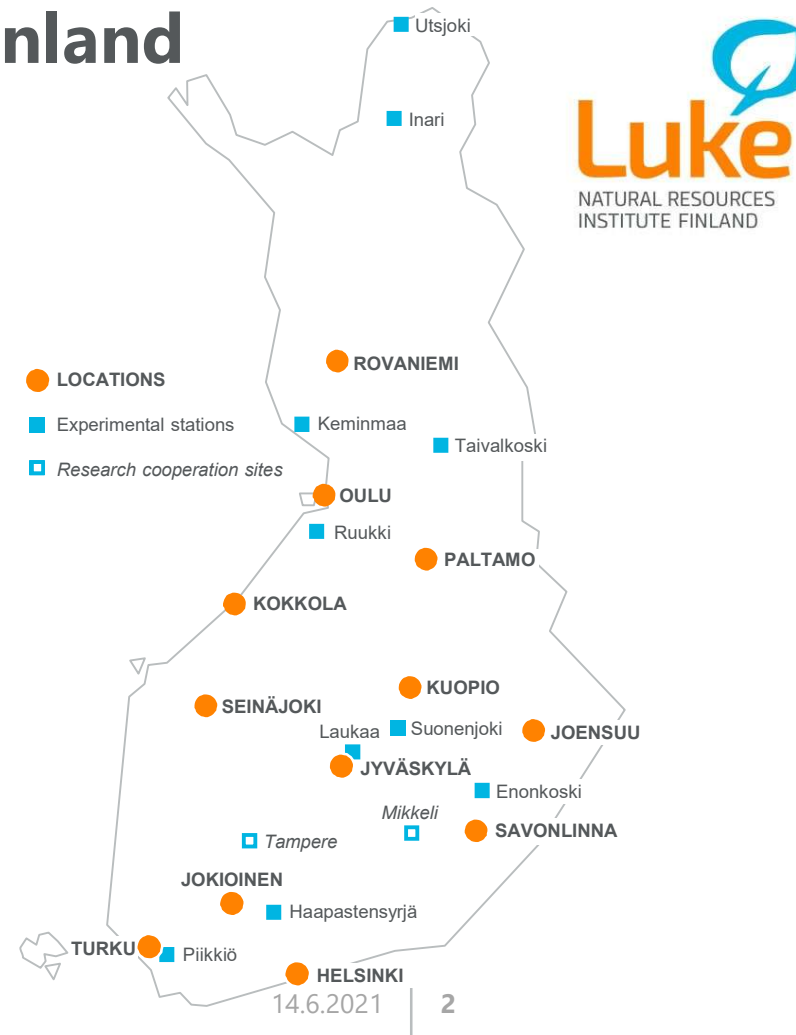 nland
Utsjoki
Inari
Luke
NATURAL RESOURCES
INSTITUTE FINLAND
ROVANIEMI
LOCATIONS
Experimental stations
Research cooperation sites
Keminmaa
Taivalkoski
OULU
Ruukki
PALTAMO
KOKKOLA
KUOPIO
SEINÄJOKI
Laukaa
Suonenjoki
JOENSUU
JYVÄSKYLÄ
Enonkoski
Mikkeli
SAVONLINNA
Tampere
JOKIOINEN
Haapastensyrjä
TURKU
Piikkiö
HELSINKI
14.6.2021
2